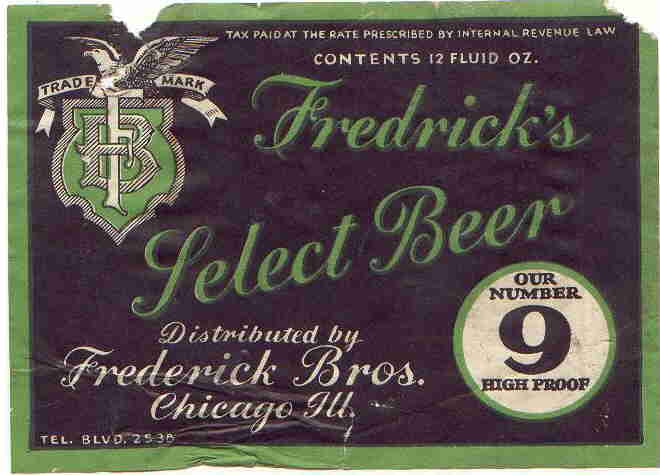 TAX PAID AT THE RATE PRESCRIBED BY INTERNAL REVENUE LAW
CONTENTS 12 FLUID OZ.
TRADE MARK
FB
Fredrick's
Select Beer
Distributed by
Frederick Bros.
Chicago Ill.
OUR
NUMBER
9
HIGH PROOF
TEL. BLVD. 2538